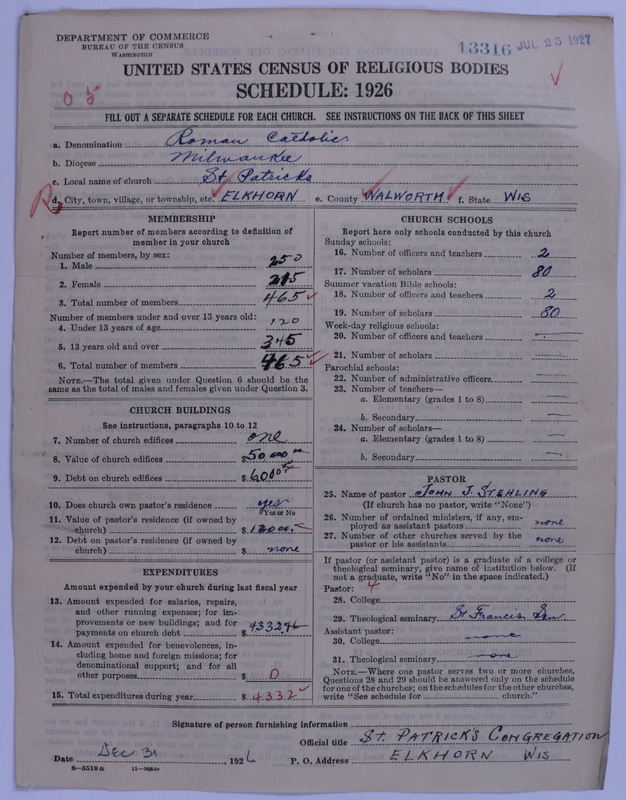 DEPARTMENT OF COMMERCE
BUREAU OF THE CENSUS
WASHINGTON
13316 JUL 25 1927
UNITED STATES CENSUS OF RELIGIOUS BODIES
SCHEDULE: 1926
05
FILL OUT A SEPARATE SCHEDULE FOR EACH CHURCH. SEE INSTRUCTIONS ON THE BACK OF THIS SHEET
a. Denomination Roman Catholic
b. Diocese Milwaukee
c. Local name of church St Patricks
d. City, town, village, or township, etc. ELKHORN e. County WALWORTH f. State WIS
MEMBERSHIP
Report number of members according to definition of
member in your church
Number of members, by sex:
1. Male 250
2. Female 215
3. Total number of members 465
Number of members under and over 13 years old:
4. Under 13 years of age 120
5. 13 years old and over 345
6. Total number of members 465
NOTE.—The total given under Question 6 should be the
same as the total of males and females given under Question 3.
CHURCH BUILDINGS
See instructions, paragraphs 10 to 12
7. Number of church edifices one
8. Value of church edifices $50 000 00
9. Debt on church edifices $6000
10. Does church own pastor's residence yes
Yes or No
11. Value of pastor's residence (if owned by
church) $
12. Debt on pastor's residence (if owned by
church) $ none
EXPENDITURES
Amount expended by your church during last fiscal year
13. Amount expended for salaries, repairs,
and other running expenses; for im-
provements or new buildings; and for
payments on church debt $ 4332
14. Amount expended for benevolences, in-
cluding home and foreign missions; for
denominational support; and for all
other purposes $ 0
15. Total expenditures during year $ 4332
CHURCH SCHOOLS
Report here only schools conducted by this church
Sunday schools:
16. Number of officers and teachers 2
17. Number of scholars 80
Summer vacation Bible schools:
18. Number of officers and teachers 2
19. Number of scholars 80
Week-day religious schools:
20. Number of officers and teachers —
21. Number of scholars —
Parochial schools:
22. Number of administrative officers —
23. Number of teachers—
a. Elementary (grades 1 to 8) —
b. Secondary —
24. Number of scholars—
a. Elementary (grades 1 to 8) —
b. Secondary —
PASTOR
25. Name of pastor JOHN J. STEHLING
(If church has no pastor, write "None")
26. Number of ordained ministers, if any, em-
ployed as assistant pastors none
27. Number of other churches served by the
pastor or his assistants none
If pastor (or assistant pastor) is a graduate of a college or
theological seminary, give name of institution below. (If
not a graduate, write "No" in the space indicated.)
Pastor: 4
28. College
29. Theological seminary St Francis Sem
Assistant pastor:
30. College none
31. Theological seminary none
NOTE.—Where one pastor serves two or more churches,
Questions 28 and 29 should be answered only on the schedule
for one of the churches; on the schedules for the other churches,
write "See schedule for church."
Signature of person furnishing information
Official title ST. PATRICK'S CONGREGATION
Date Dec 31, 1926 P. O. Address ELKHORN WIS
8—5518 a 11—9084a